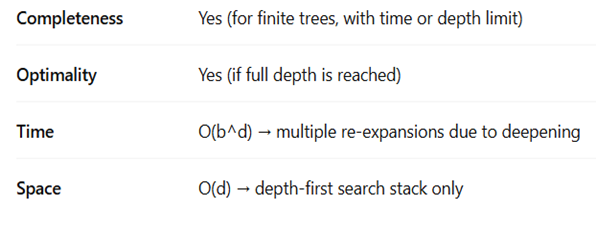 Completeness Yes (for finite trees, with time or depth limit)
Optimality Yes (if full depth is reached)
Time O(b^d) → multiple re-expansions due to deepening
Space O(d) → depth-first search stack only